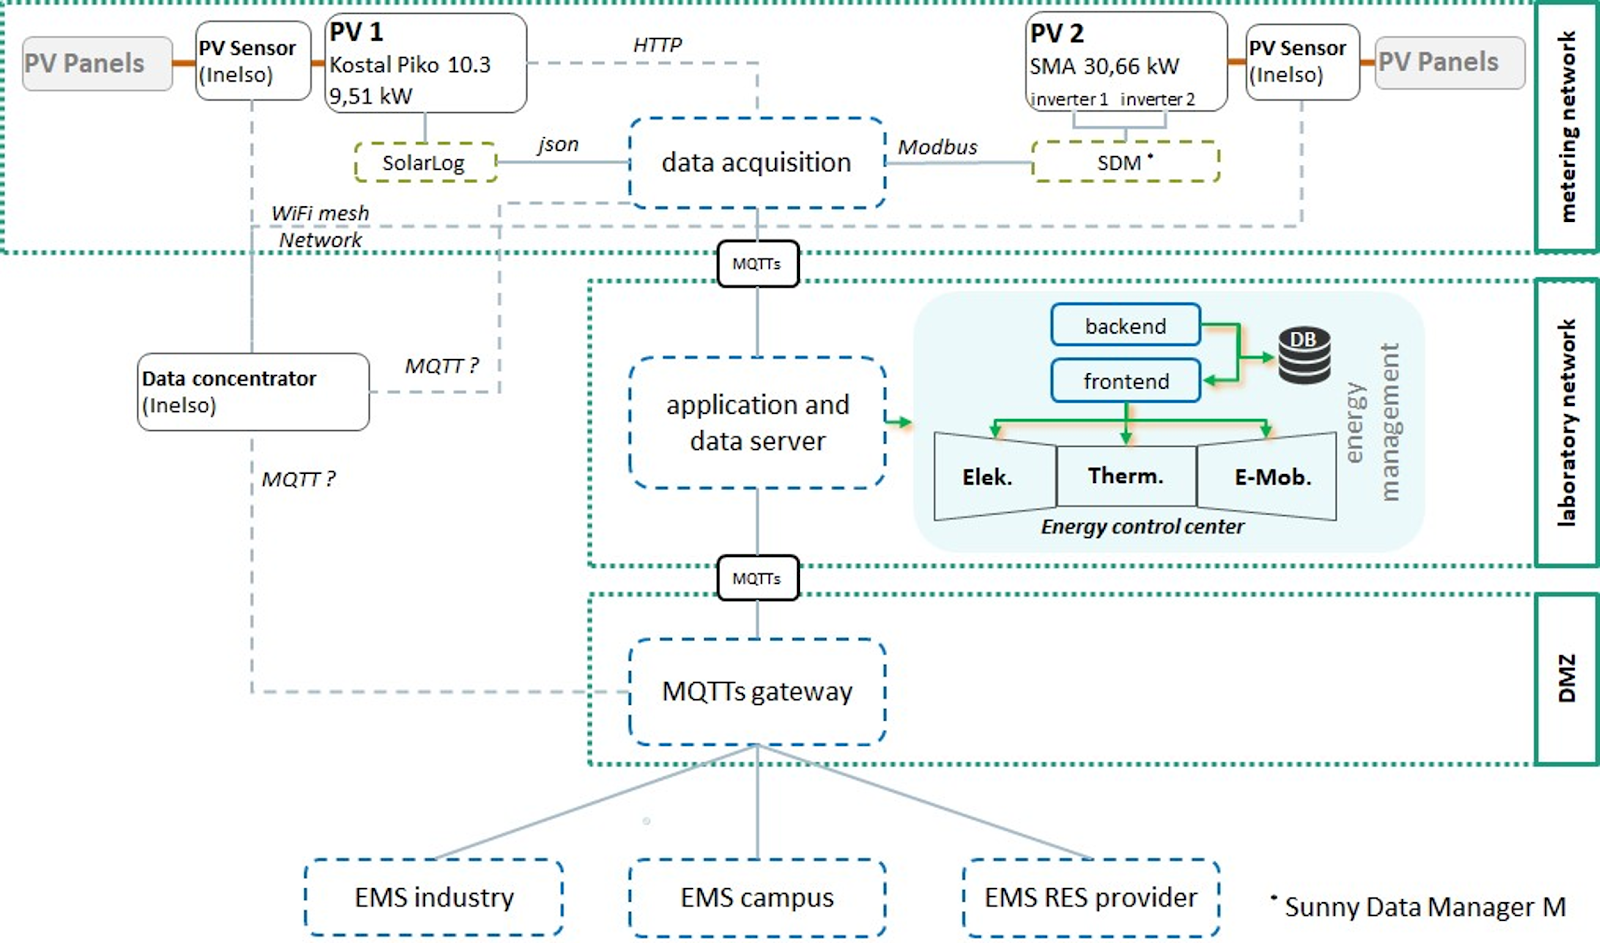 PV Panels
PV Sensor
(Inelso)
PV 1
Kostal Piko 10.3
9,51 kW
HTTP
PV 2
SMA 30,66 kW
inverter 1 inverter 2
PV Sensor
(Inelso)
PV Panels
metering network
SolarLog
json
data acquisition
Modbus
SDM *
WiFi mesh
Network
MQTTs
backend
frontend
DB
energy
management
laboratory network
Data concentrator
(Inelso)
MQTT ?
application and
data server
Elek.
Therm.
E-Mob.
Energy control center
MQTT ?
MQTTs
MQTTs gateway
DMZ
EMS industry
EMS campus
EMS RES provider
* Sunny Data Manager M